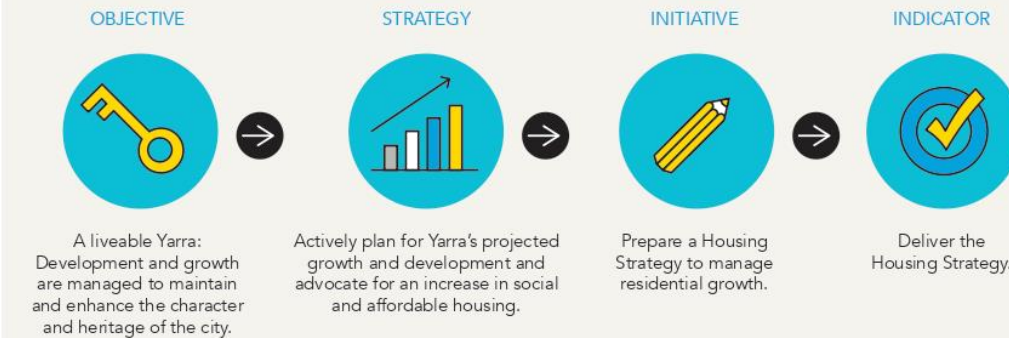 OBJECTIVE
STRATEGY
INITIATIVE
INDICATOR
A liveable Yarra:
Development and growth
are managed to maintain
and enhance the character
and heritage of the city.
Actively plan for Yarra's projected
growth and development and
advocate for an increase in social
and affordable housing.
Prepare a Housing
Strategy to manage
residential growth.
Deliver the
Housing Strategy.